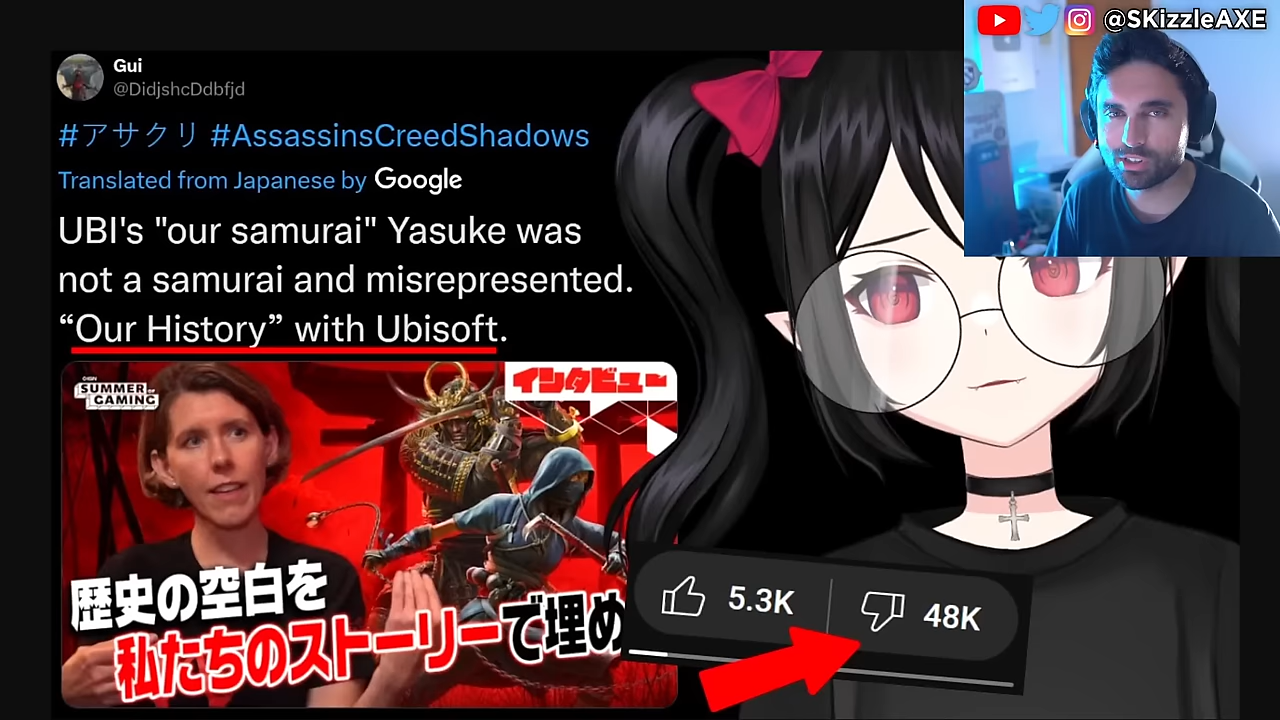 @SKizzleAXE
Gui
@DidjshcDdbfjd
#アサクリ #AssassinsCreedShadows
Translated from Japanese by Google
UBI's "our samurai" Yasuke was
not a samurai and misrepresented.
“Our History” with Ubisoft.
IGN
SUMMER OF
GAMING
インタビュー
歴史の空白を
私たちのストーリーで埋め
5.3K
48K